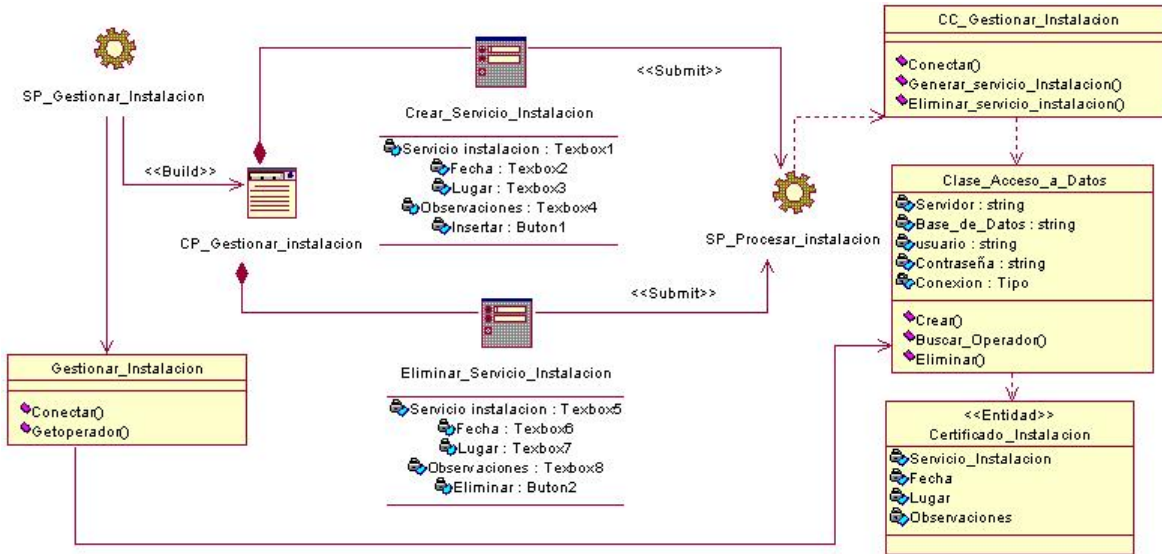 SP_Gestionar_Instalacion
<<Build>>
CP_Gestionar_instalacion
Crear_Servicio_Instalacion
Servicio instalacion : Texbox1
Fecha : Texbox2
Lugar : Texbox3
Observaciones : Texbox4
Insertar : Buton1
<<Submit>>
SP_Procesar_instalacion
<<Submit>>
Eliminar_Servicio_Instalacion
Servicio instalacion : Texbox5
Fecha : Texbox6
Lugar : Texbox7
Observaciones : Texbox8
Eliminar : Buton2
Gestionar_Instalacion
Conectar()
Getoperador()
CC_Gestionar_Instalacion
Conectar()
Generar_servicio_Instalacion()
Eliminar_servicio_instalacion()
Clase_Acceso_a_Datos
Servidor : string
Base_de_Datos : string
usuario : string
Contraseña : string
Conexion : Tipo
Crear()
Buscar_Operador()
Eliminar()
<<Entidad>>
Certificado_Instalacion
Servicio_Instalacion
Fecha
Lugar
Observaciones